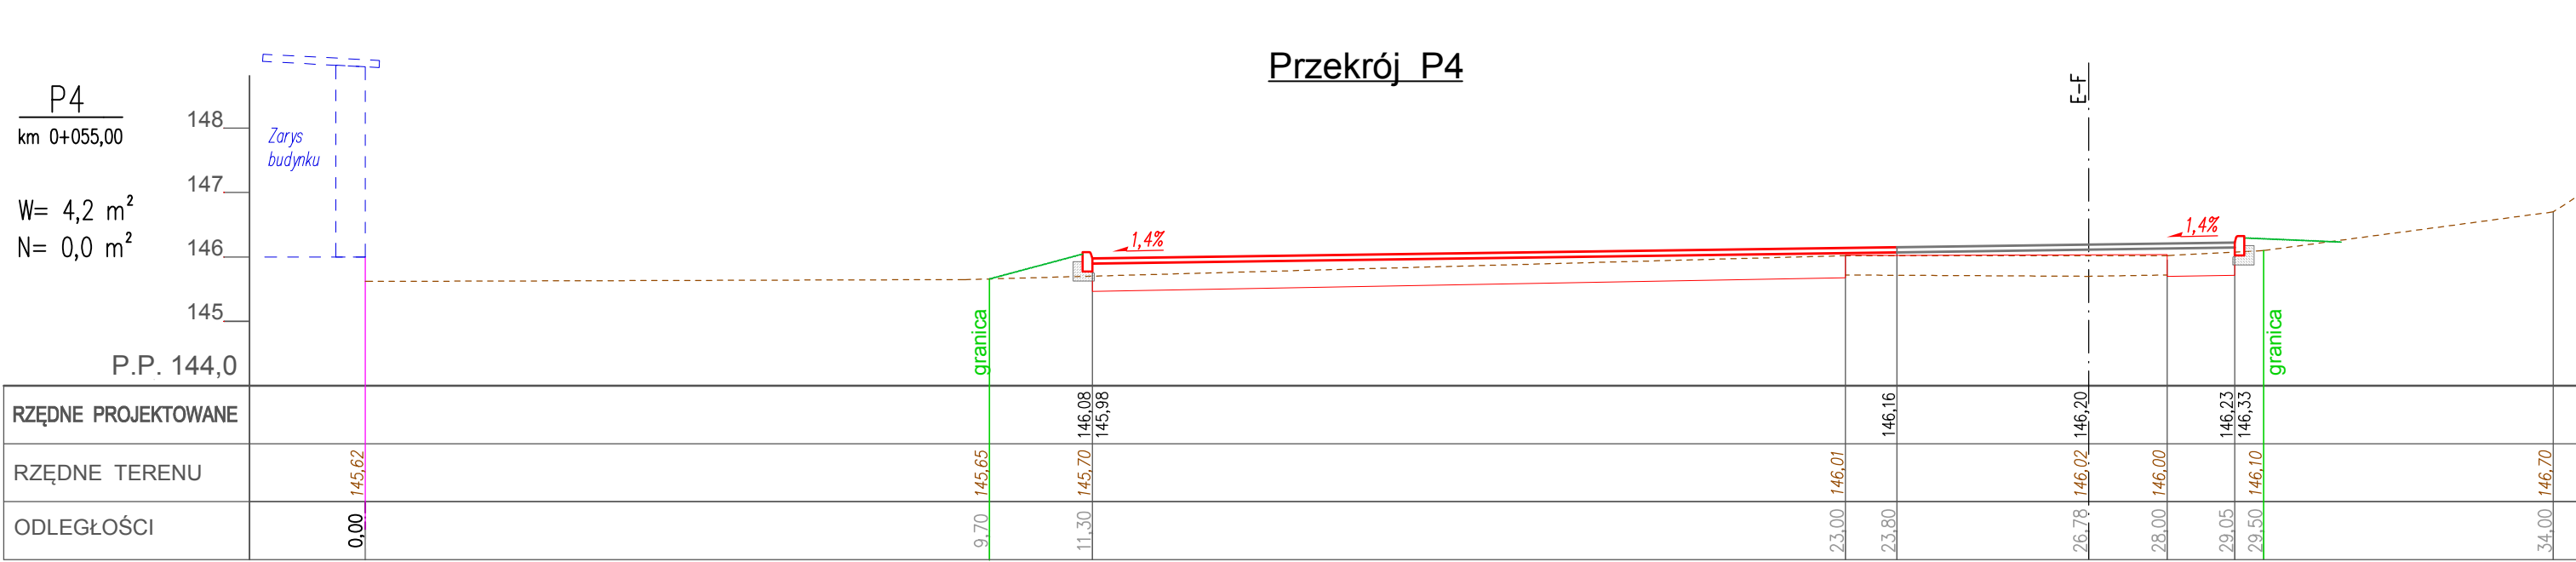 Przekrój P4
P4
km 0+055,00
W= 4,2 m²
N= 0,0 m²
148
147
146
145
P.P. 144,0
Zarys
budynku
granica
1,4%
E-F
1,4%
granica
RZĘDNE PROJEKTOWANE
146,08
145,98
146,16
146,20
146,23
146,33
RZĘDNE TERENU
145,62
145,65
145,70
146,01
146,02
146,00
146,10
146,70
ODLEGŁOŚCI
0,00
9,70
11,30
23,00
23,80
26,78
28,00
29,05
29,50
34,00